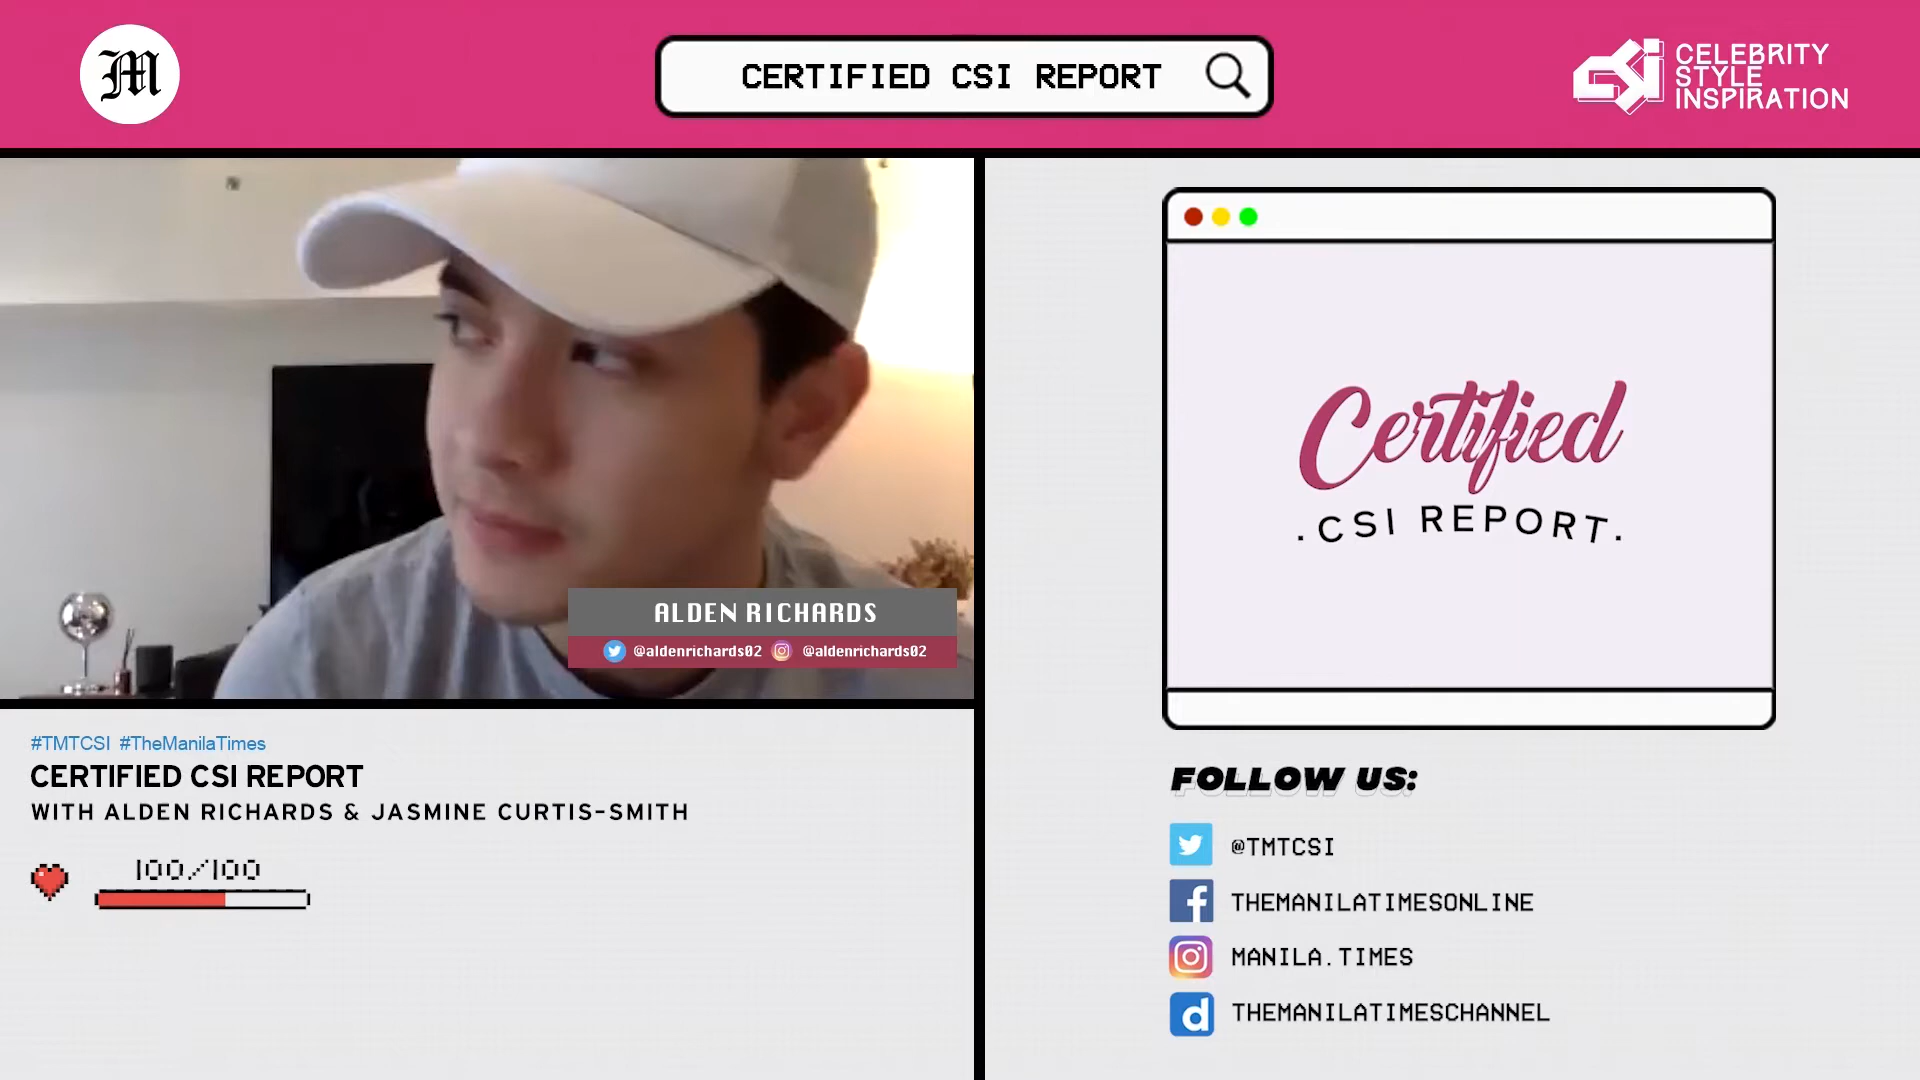 M
CERTIFIED CSI REPORT
CSI
CELEBRITY
STYLE
INSPIRATION
ALDEN RICHARDS
@aldenrichards02 @aldenrichards02
#TMTCSI #TheManilaTimes
CERTIFIED CSI REPORT
WITH ALDEN RICHARDS & JASMINE CURTIS-SMITH
100/100
Certified
.CSI REPORT.
FOLLOW US:
@TMTCSI
THEMANILATIMESONLINE
MANILA.TIMES
THEMANILATIMESCHANNEL